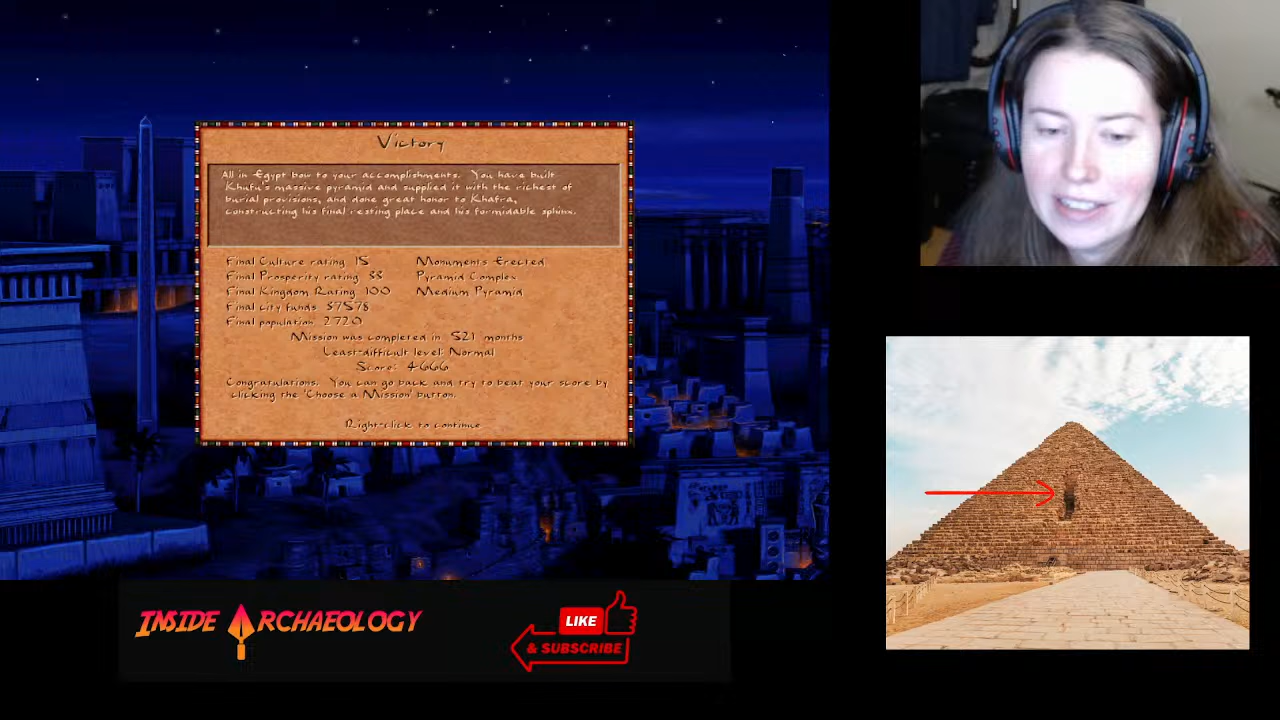 Victory
All in Egypt bow to your accomplishments. You have built
Khufu's massive pyramid and supplied it with the richest of
burial provisions, and done great honor to Khafra,
constructing his final resting place and his formidable sphinx.
Final Culture rating 15
Final Prosperity rating 38
Final Kingdom Rating 100
Final city funds 37578
Final population 2720
Monuments Erected:
Pyramid Complex
Medium Pyramid
Mission was completed in 521 months
Least-difficult level: Normal
Score: 4666
Congratulations. You can go back and try to beat your score by
clicking the 'Choose a Mission' button.
Right-click to continue
INSIDE ARCHAEOLOGY
LIKE
& SUBSCRIBE